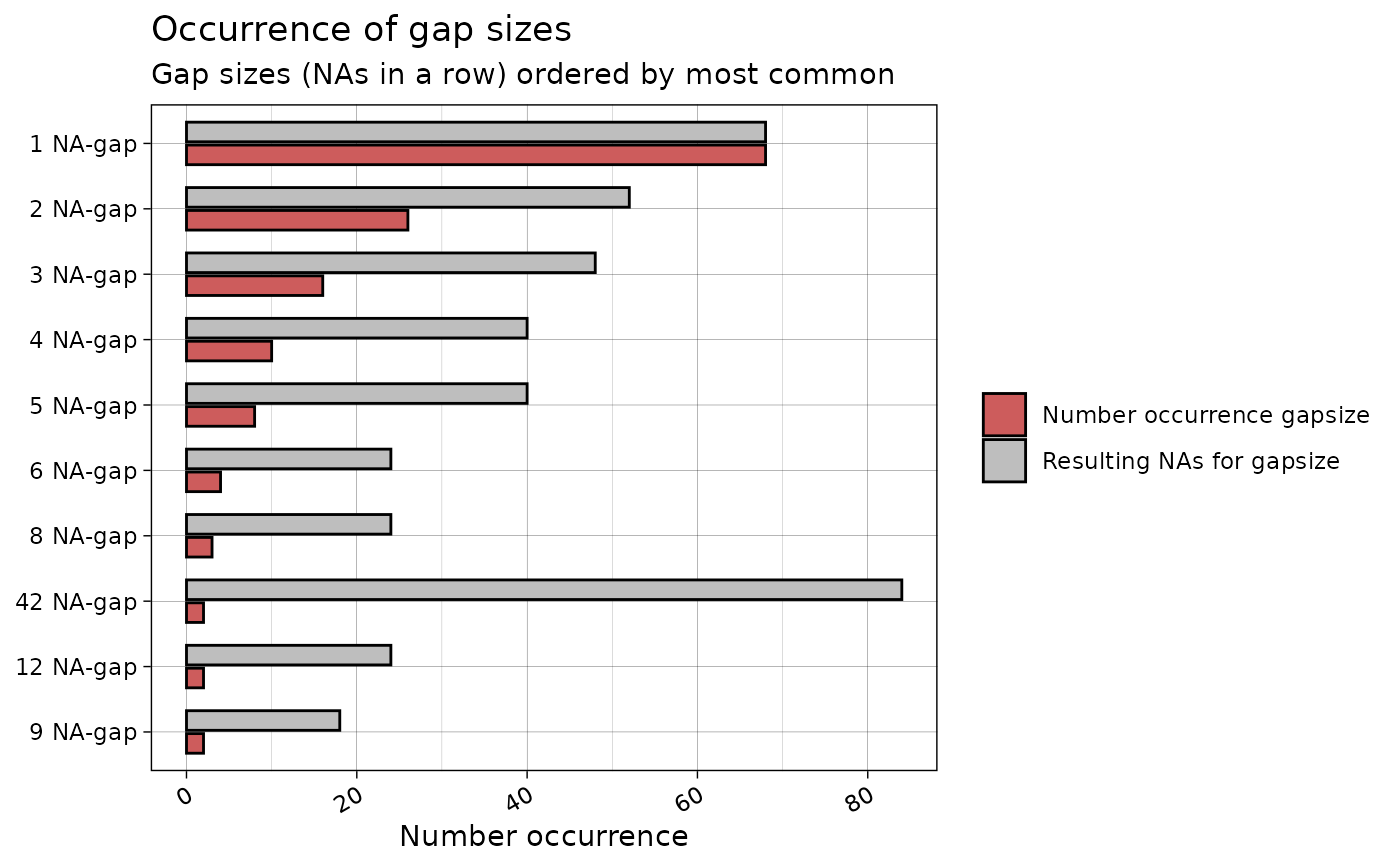 Occurrence of gap sizes
Gap sizes (NAs in a row) ordered by most common
1 NA-gap
2 NA-gap
3 NA-gap
4 NA-gap
5 NA-gap
6 NA-gap
8 NA-gap
42 NA-gap
12 NA-gap
9 NA-gap
0 20 40 60 80
Number occurrence
Number occurrence gapsize
Resulting NAs for gapsize